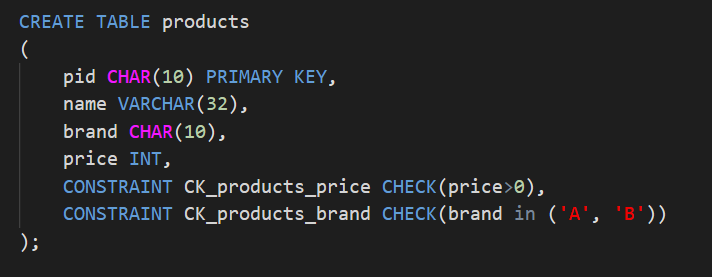 CREATE TABLE products
(
    pid CHAR(10) PRIMARY KEY,
    name VARCHAR(32),
    brand CHAR(10),
    price INT,
    CONSTRAINT CK_products_price CHECK(price>0),
    CONSTRAINT CK_products_brand CHECK(brand in ('A', 'B'))
);